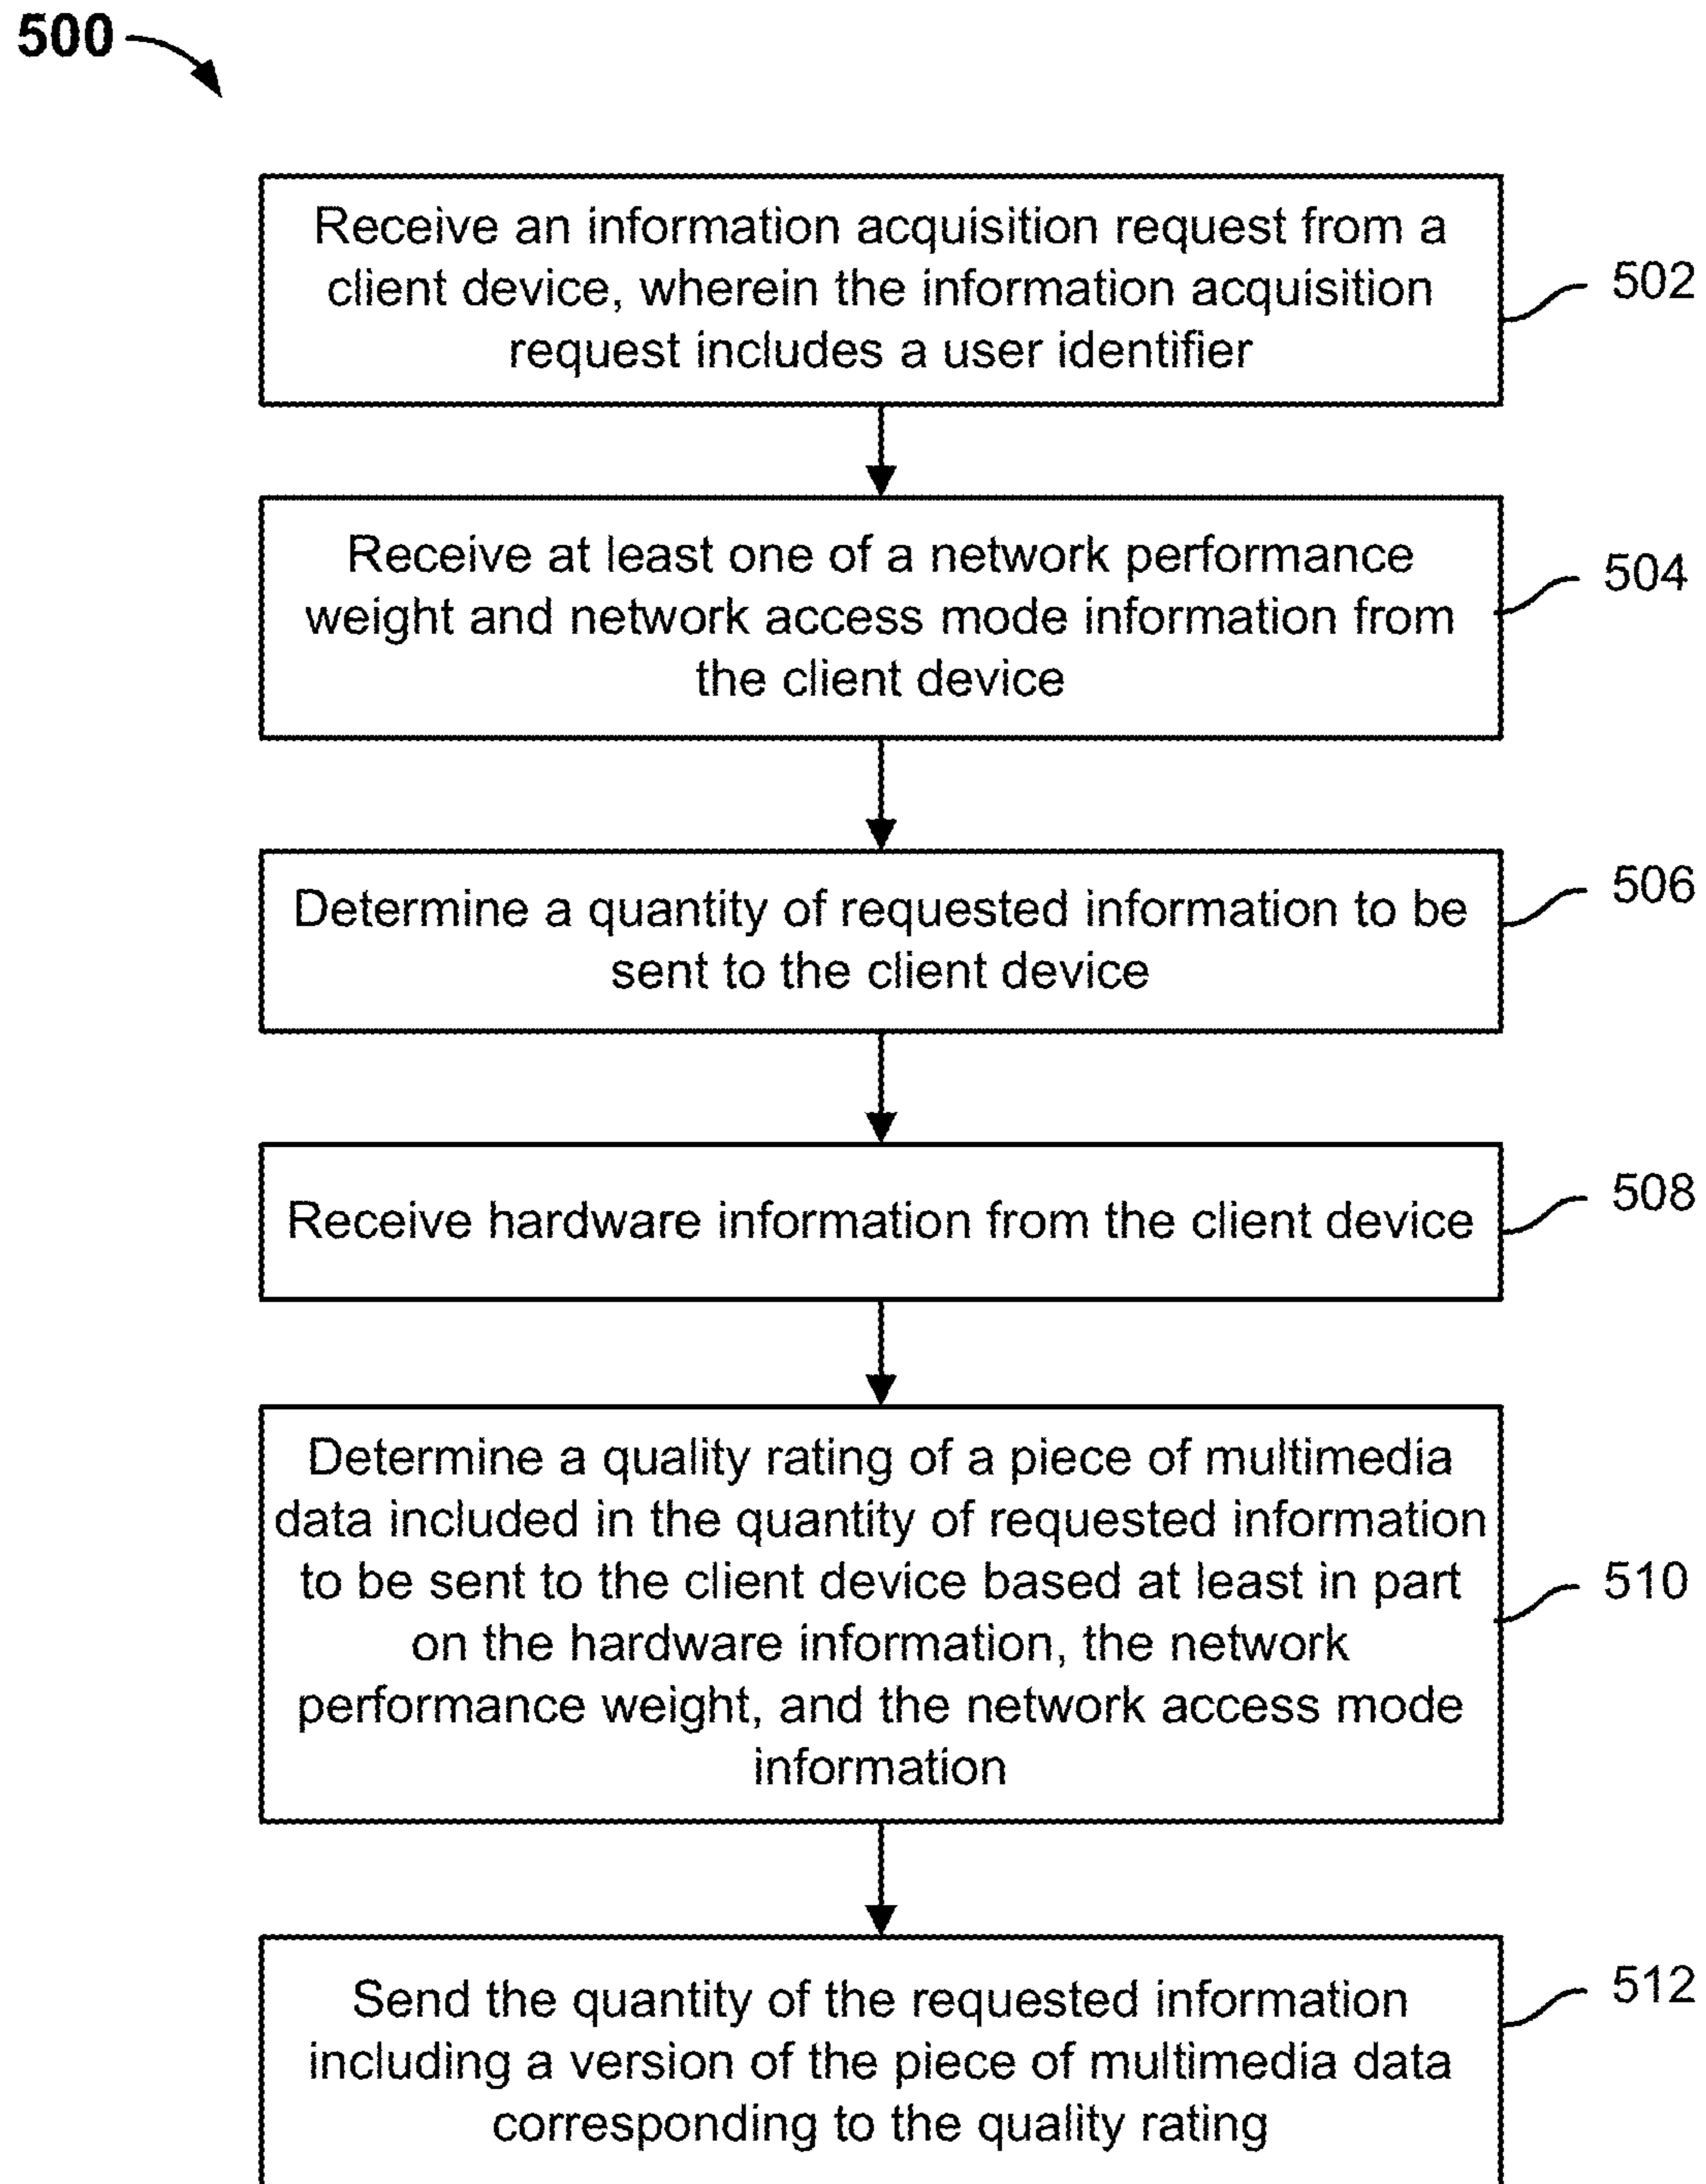 500
Receive an information acquisition request from a
client device, wherein the information acquisition
request includes a user identifier
502
Receive at least one of a network performance
weight and network access mode information from
the client device
504
Determine a quantity of requested information to be
sent to the client device
506
Receive hardware information from the client device
508
Determine a quality rating of a piece of multimedia
data included in the quantity of requested information
to be sent to the client device based at least in part
on the hardware information, the network
performance weight, and the network access mode
information
510
Send the quantity of the requested information
including a version of the piece of multimedia data
corresponding to the quality rating
512